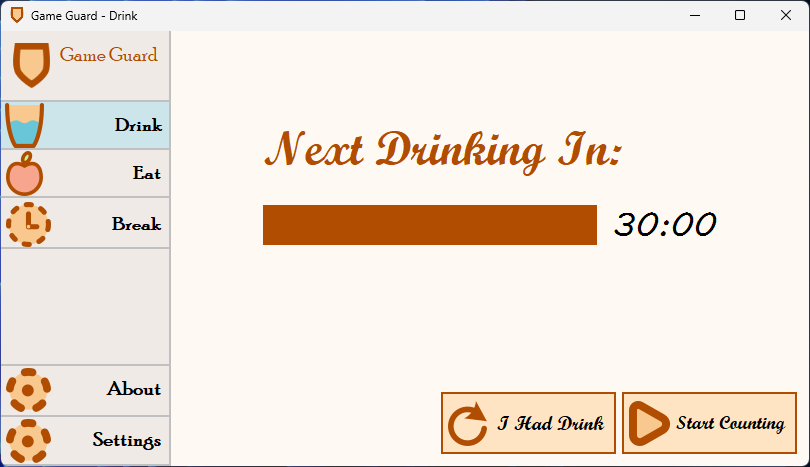 Game Guard - Drink
Game Guard
Drink
Eat
Break
About
Settings
Next Drinking In:
30:00
I Had Drink
Start Counting